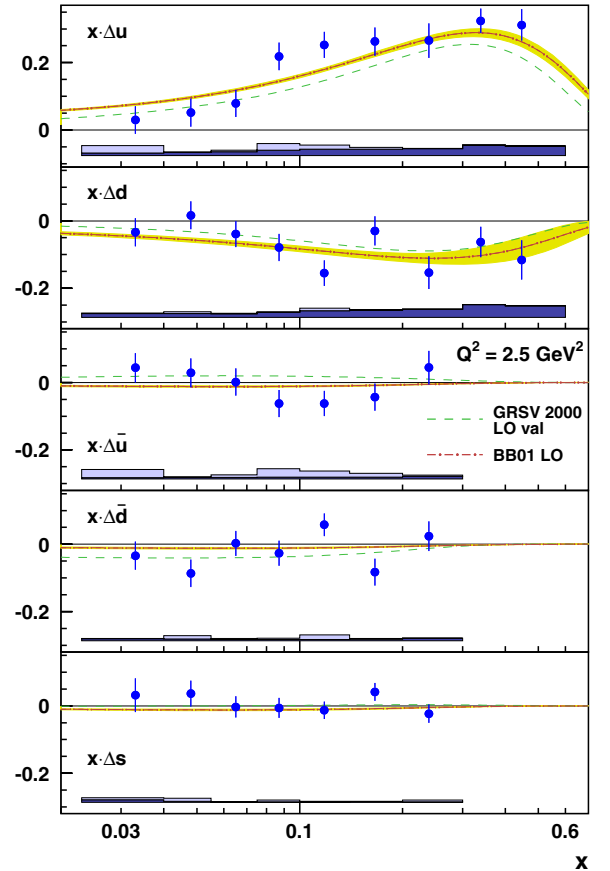 x·Δu
0.2
0
x·Δd
0
-0.2
Q² = 2.5 GeV²
0
GRSV 2000
LO val
BB01 LO
-0.2
x·Δū
x·Δd̄
0
-0.2
0
x·Δs
-0.2
0.03
0.1
0.6
x